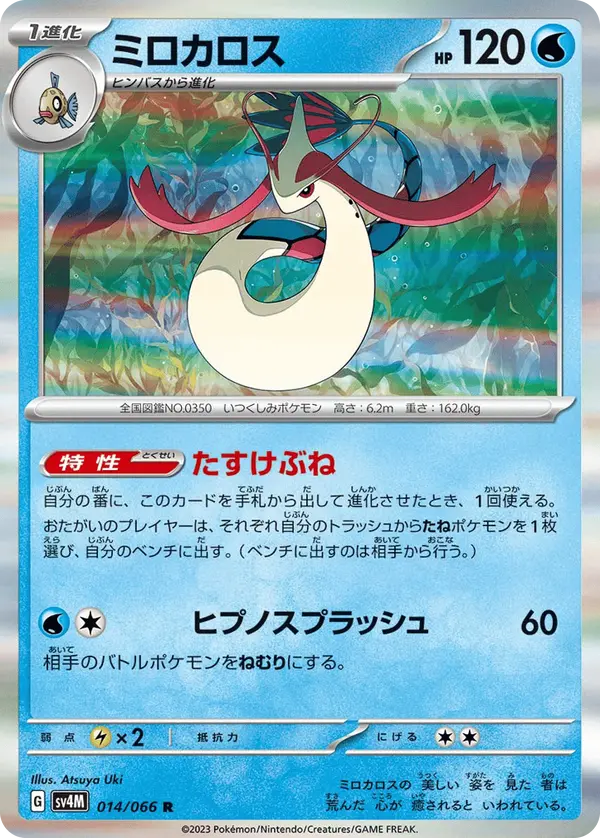 1進化 ミロカロス HP 120
ヒンバスから進化
全国図鑑NO.0350 いつくしみポケモン 高さ:6.2m 重さ:162.0kg
特性 とくせい たすけぶね
自分の番に、このカードを手札から出して進化させたとき、1回使える。
おたがいのプレイヤーは、それぞれ自分のトラッシュからたねポケモンを1枚
選び、自分のベンチに出す。(ベンチに出すのは相手から行う。)
ヒプノスプラッシュ 60
相手のバトルポケモンをねむりにする。
弱点 ×2 抵抗力 にげる
Illus. Atsuya Uki
G sv4M 014/066 R
ミロカロスの 美しい 姿を 見た 者は
荒んだ 心が 癒されると いわれている。
©2023 Pokémon/Nintendo/Creatures/GAME FREAK.